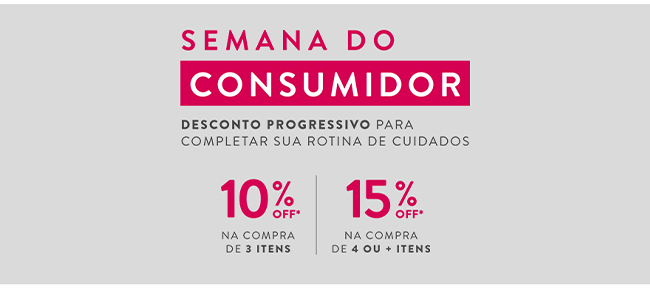 SEMANA DO
CONSUMIDOR
DESCONTO PROGRESSIVO PARA
COMPLETAR SUA ROTINA DE CUIDADOS
10% OFF*
NA COMPRA
DE 3 ITENS
15% OFF*
NA COMPRA
DE 4 OU + ITENS